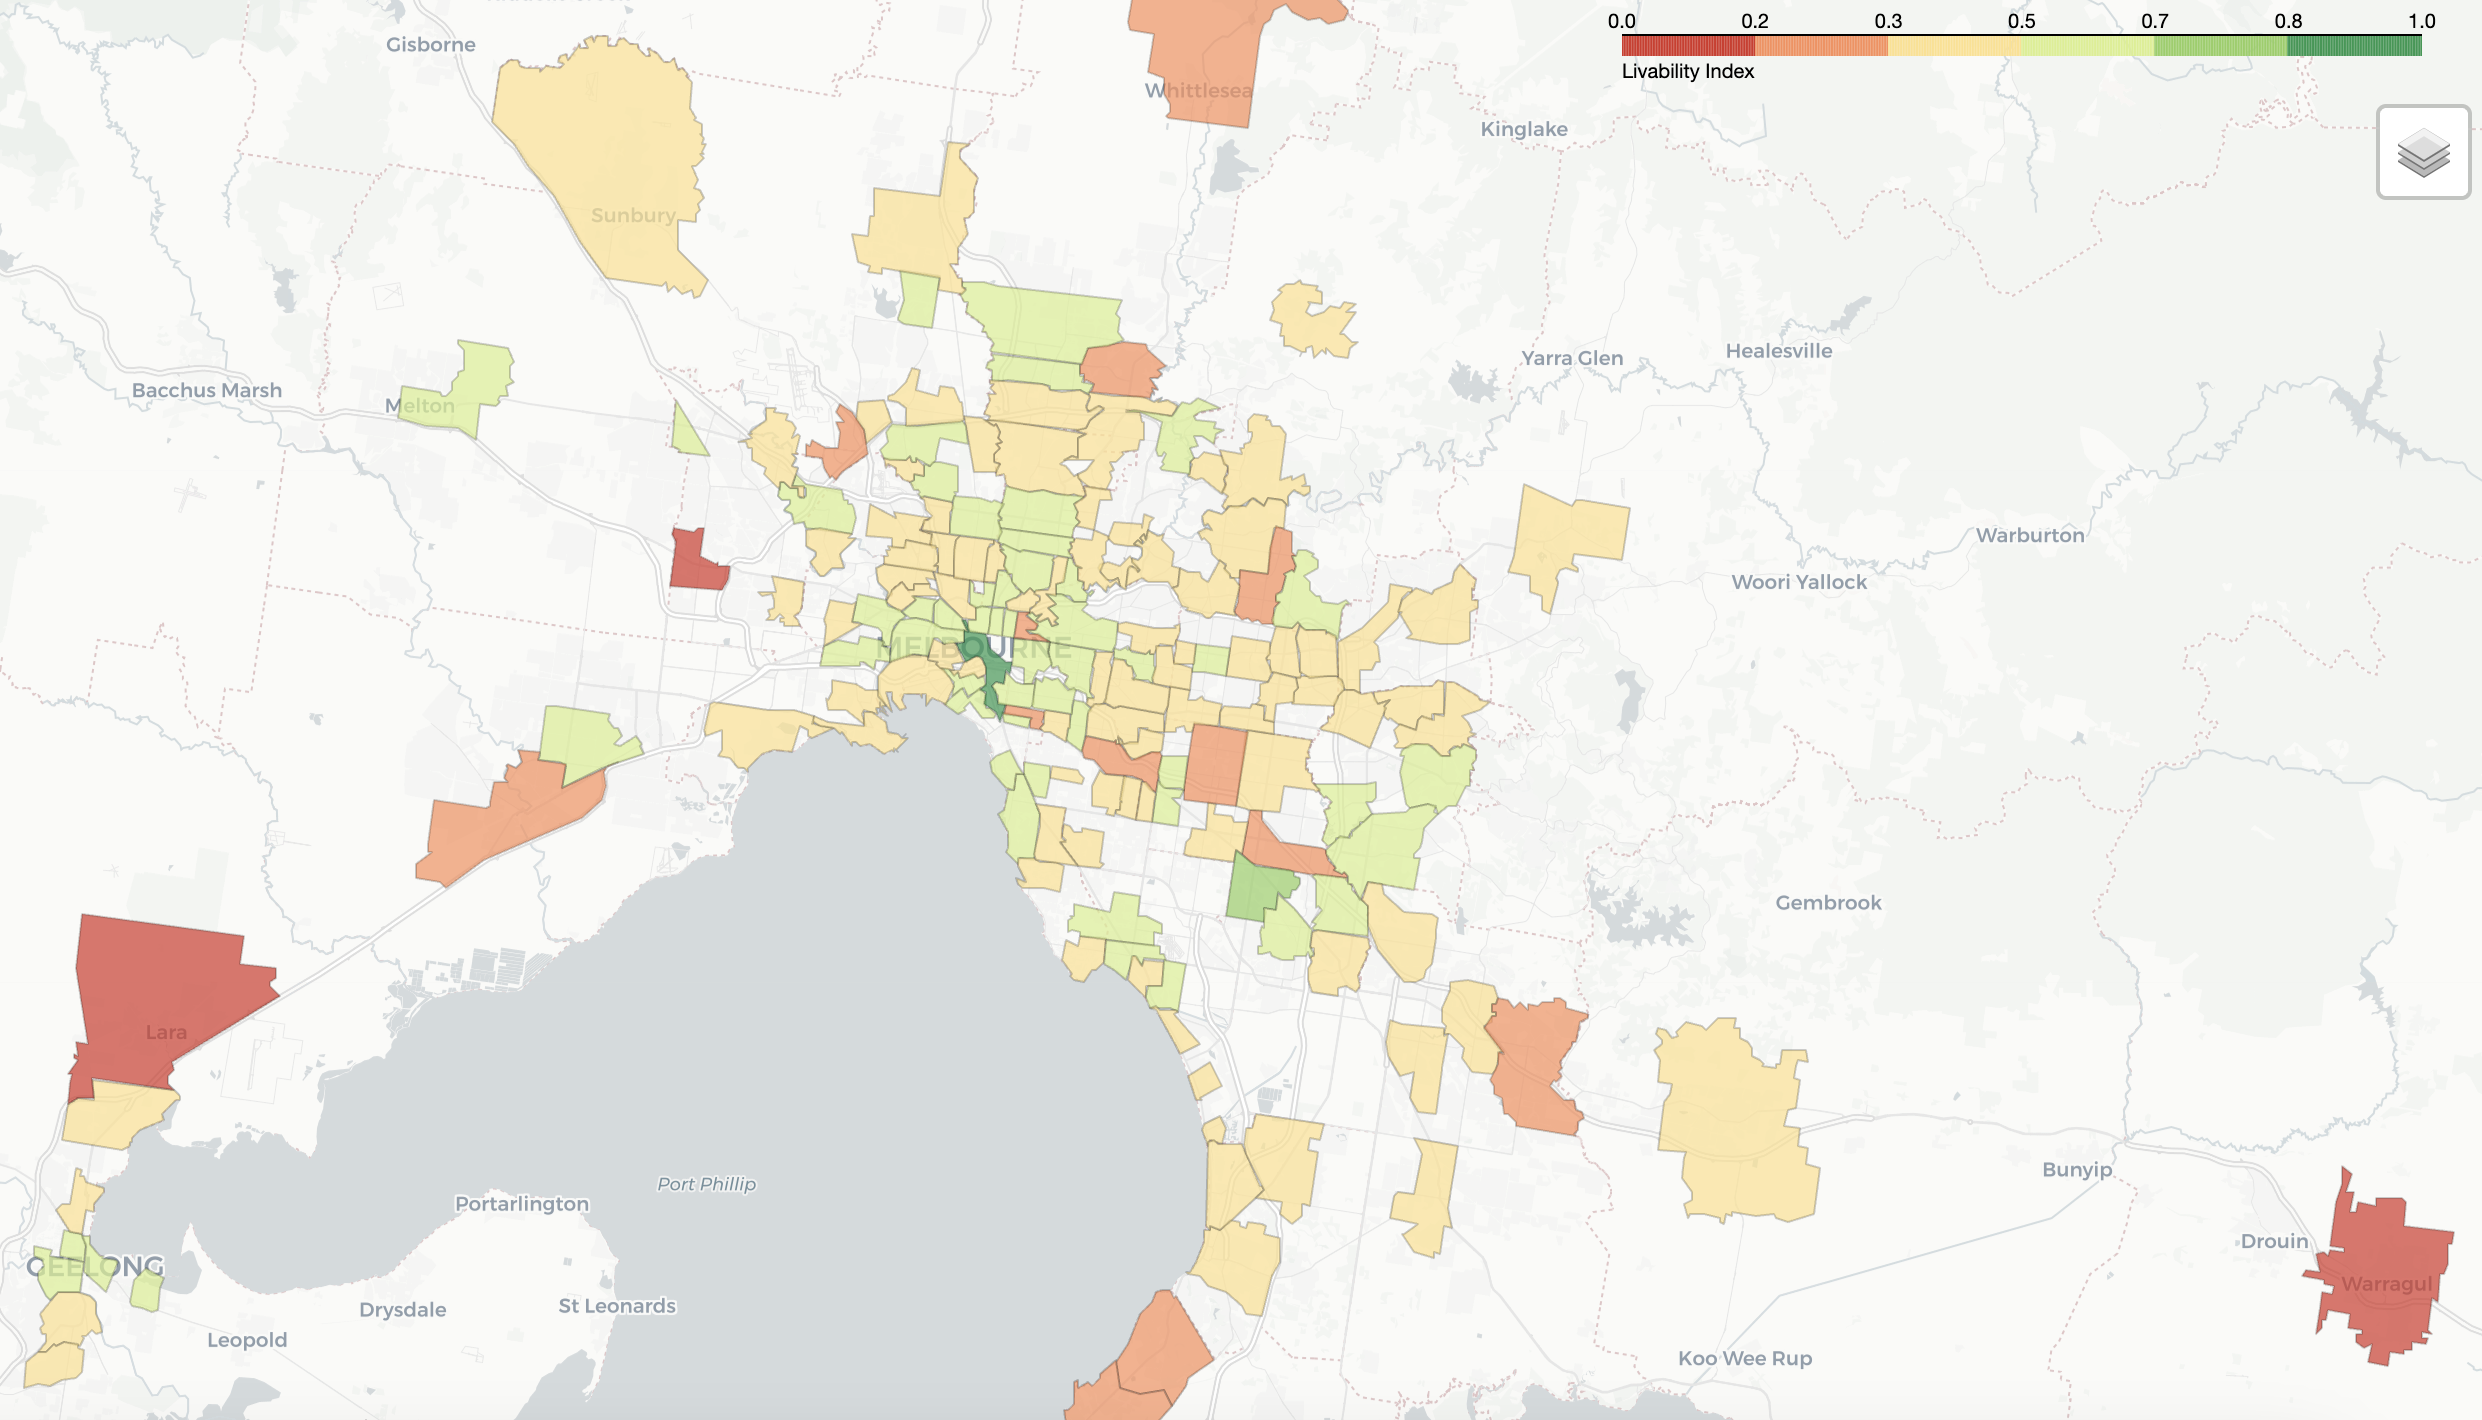 0.0 0.2 0.3 0.5 0.7 0.8 1.0
Livability Index
Gisborne
Whittlesea
Kinglake
Sunbury
Yarra Glen
Healesville
Bacchus Marsh
Melton
Warburton
Woori Yallock
MELBOURNE
Gembrook
Lara
Port Phillip
Portarlington
Bunyip
Drouin
GEELONG
Warragul
Drysdale
St Leonards
Leopold
Koo Wee Rup